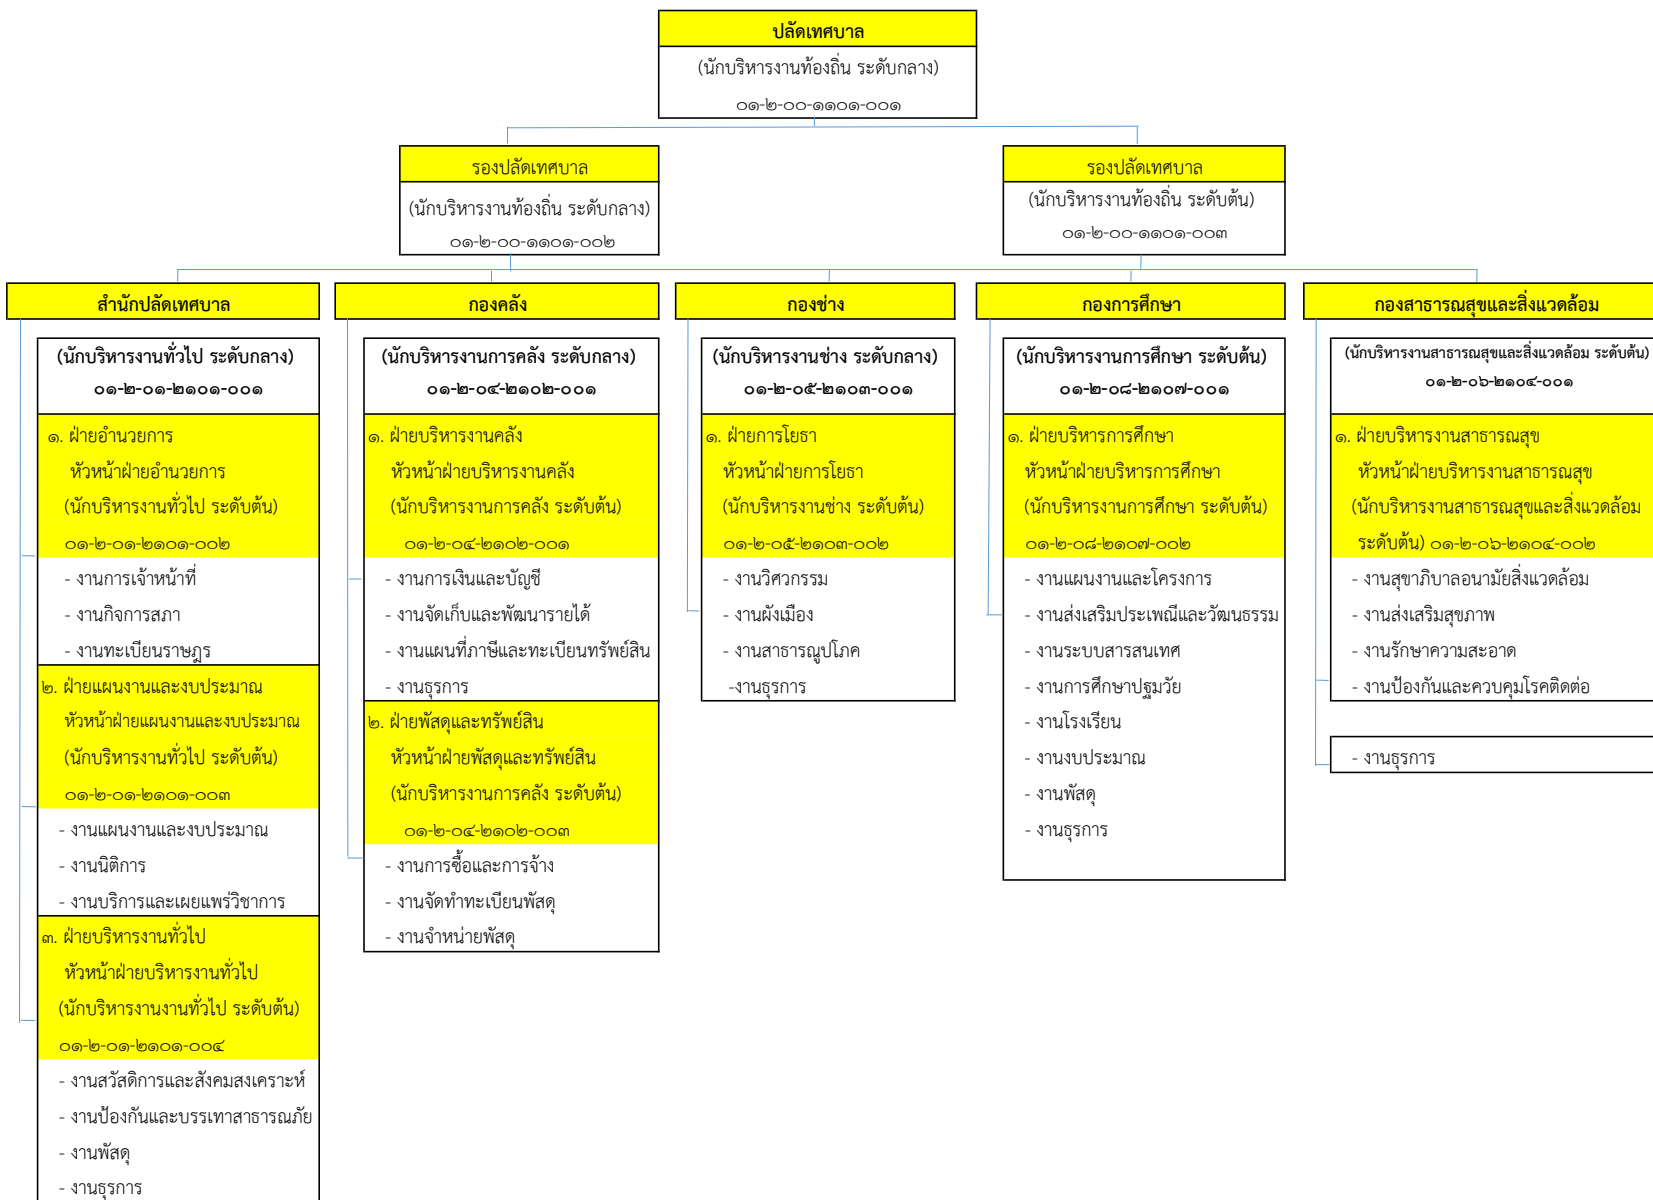 ปลัดเทศบาล
(นักบริหารงานท้องถิ่น ระดับกลาง)
๐๑-๒-๐๐-๑๑๐๑-๐๐๑
รองปลัดเทศบาล
(นักบริหารงานท้องถิ่น ระดับกลาง)
๐๑-๒-๐๐-๑๑๐๑-๐๐๒
รองปลัดเทศบาล
(นักบริหารงานท้องถิ่น ระดับต้น)
๐๑-๒-๐๐-๑๑๐๑-๐๐๓
สำนักปลัดเทศบาล
(นักบริหารงานทั่วไป ระดับกลาง)
๐๑-๒-๐๑-๒๑๐๑-๐๐๑
๑. ฝ่ายอำนวยการ
หัวหน้าฝ่ายอำนวยการ
(นักบริหารงานทั่วไป ระดับต้น)
๐๑-๒-๐๑-๒๑๐๑-๐๐๒
- งานการเจ้าหน้าที่
- งานกิจการสภา
- งานทะเบียนราษฎร
๒. ฝ่ายแผนงานและงบประมาณ
หัวหน้าฝ่ายแผนงานและงบประมาณ
(นักบริหารงานทั่วไป ระดับต้น)
๐๑-๒-๐๑-๒๑๐๑-๐๐๓
- งานแผนงานและงบประมาณ
- งานนิติการ
- งานบริการและเผยแพร่วิชาการ
๓. ฝ่ายบริหารงานทั่วไป
หัวหน้าฝ่ายบริหารงานทั่วไป
(นักบริหารงานงานทั่วไป ระดับต้น)
๐๑-๒-๐๑-๒๑๐๑-๐๐๔
- งานสวัสดิการและสังคมสงเคราะห์
- งานป้องกันและบรรเทาสาธารณภัย
- งานพัสดุ
- งานธุรการ
กองคลัง
(นักบริหารงานการคลัง ระดับกลาง)
๐๑-๒-๐๔-๒๑๐๒-๐๐๑
๑. ฝ่ายบริหารงานคลัง
หัวหน้าฝ่ายบริหารงานคลัง
(นักบริหารงานการคลัง ระดับต้น)
๐๑-๒-๐๔-๒๑๐๒-๐๐๑
- งานการเงินและบัญชี
- งานจัดเก็บและพัฒนารายได้
- งานแผนที่ภาษีและทะเบียนทรัพย์สิน
- งานธุรการ
๒. ฝ่ายพัสดุและทรัพย์สิน
หัวหน้าฝ่ายพัสดุและทรัพย์สิน
(นักบริหารงานการคลัง ระดับต้น)
๐๑-๒-๐๔-๒๑๐๒-๐๐๓
- งานการซื้อและการจ้าง
- งานจัดทำทะเบียนพัสดุ
- งานจำหน่ายพัสดุ
กองช่าง
(นักบริหารงานช่าง ระดับกลาง)
๐๑-๒-๐๕-๒๑๐๓-๐๐๑
๑. ฝ่ายการโยธา
หัวหน้าฝ่ายการโยธา
(นักบริหารงานช่าง ระดับต้น)
๐๑-๒-๐๕-๒๑๐๓-๐๐๒
- งานวิศวกรรม
- งานผังเมือง
- งานสาธารณูปโภค
-งานธุรการ
กองการศึกษา
(นักบริหารงานการศึกษา ระดับต้น)
๐๑-๒-๐๘-๒๑๐๗-๐๐๑
๑. ฝ่ายบริหารการศึกษา
หัวหน้าฝ่ายบริหารการศึกษา
(นักบริหารงานการศึกษา ระดับต้น)
๐๑-๒-๐๘-๒๑๐๗-๐๐๒
- งานแผนงานและโครงการ
- งานส่งเสริมประเพณีและวัฒนธรรม
- งานระบบสารสนเทศ
- งานการศึกษาปฐมวัย
- งานโรงเรียน
- งานงบประมาณ
- งานพัสดุ
- งานธุรการ
กองสาธารณสุขและสิ่งแวดล้อม
(นักบริหารงานสาธารณสุขและสิ่งแวดล้อม ระดับต้น)
๐๑-๒-๐๖-๒๑๐๔-๐๐๑
๑. ฝ่ายบริหารงานสาธารณสุข
หัวหน้าฝ่ายบริหารงานสาธารณสุข
(นักบริหารงานสาธารณสุขและสิ่งแวดล้อม
ระดับต้น) ๐๑-๒-๐๖-๒๑๐๔-๐๐๒
- งานสุขาภิบาลอนามัยสิ่งแวดล้อม
- งานส่งเสริมสุขภาพ
- งานรักษาความสะอาด
- งานป้องกันและควบคุมโรคติดต่อ
- งานธุรการ